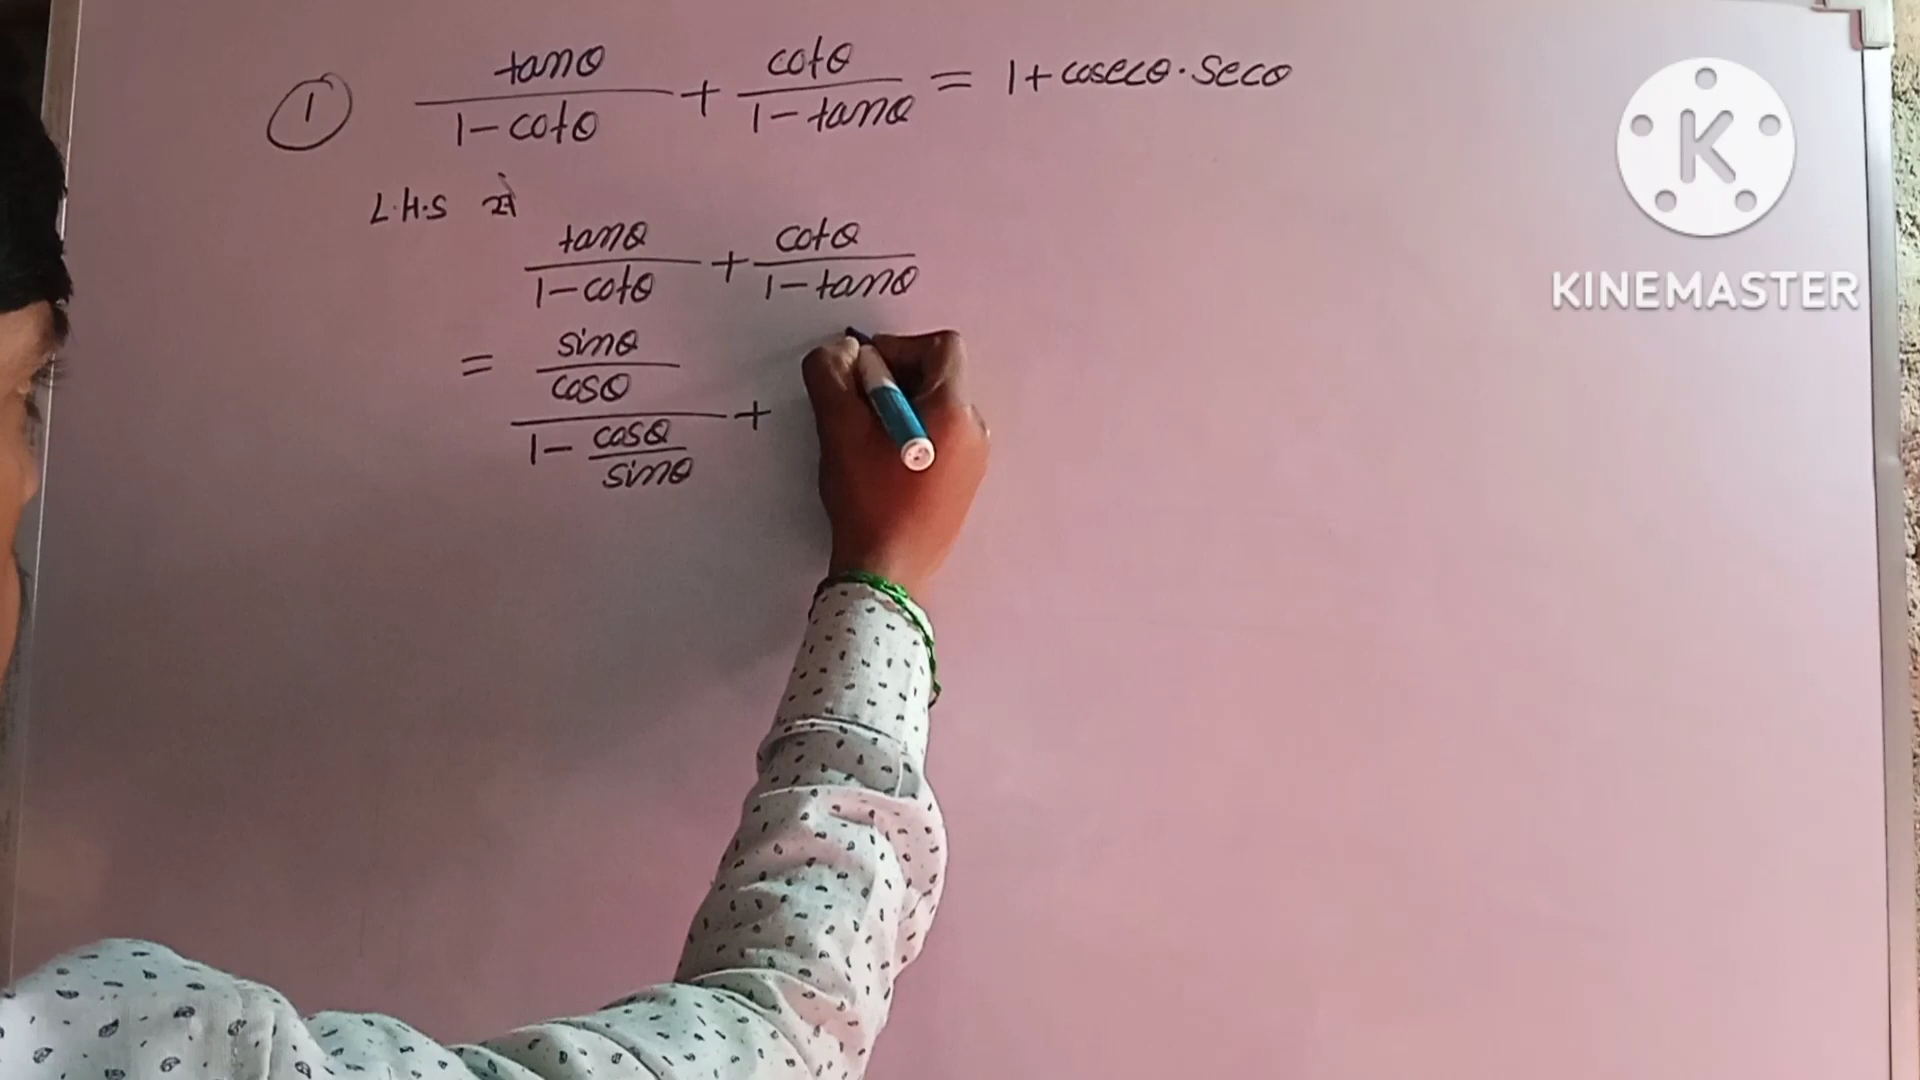 ① tanθ/(1-cotθ) + cotθ/(1-tanθ) = 1+cosecθ·secθ
L.H.S से
tanθ/(1-cotθ) + cotθ/(1-tanθ)
= (sinθ/cosθ)/(1-cosθ/sinθ) +
K
KINEMASTER